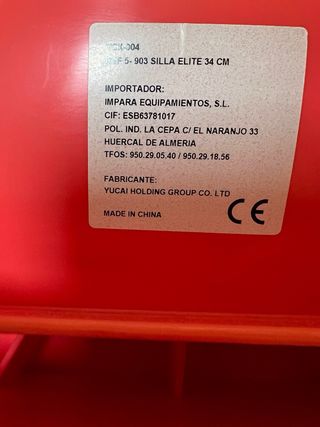 REF 5- 903 SILLA ELITE 34 CM
IMPORTADOR:
IMPARA EQUIPAMIENTOS, S.L.
CIF: ESB63781017
POL. IND. LA CEPA C/ EL NARANJO 33
HUERCAL DE ALMERIA
TFOS: 950.29.05.40 / 950.29.18.56
FABRICANTE:
YUCAI HOLDING GROUP CO. LTD
MADE IN CHINA
CE